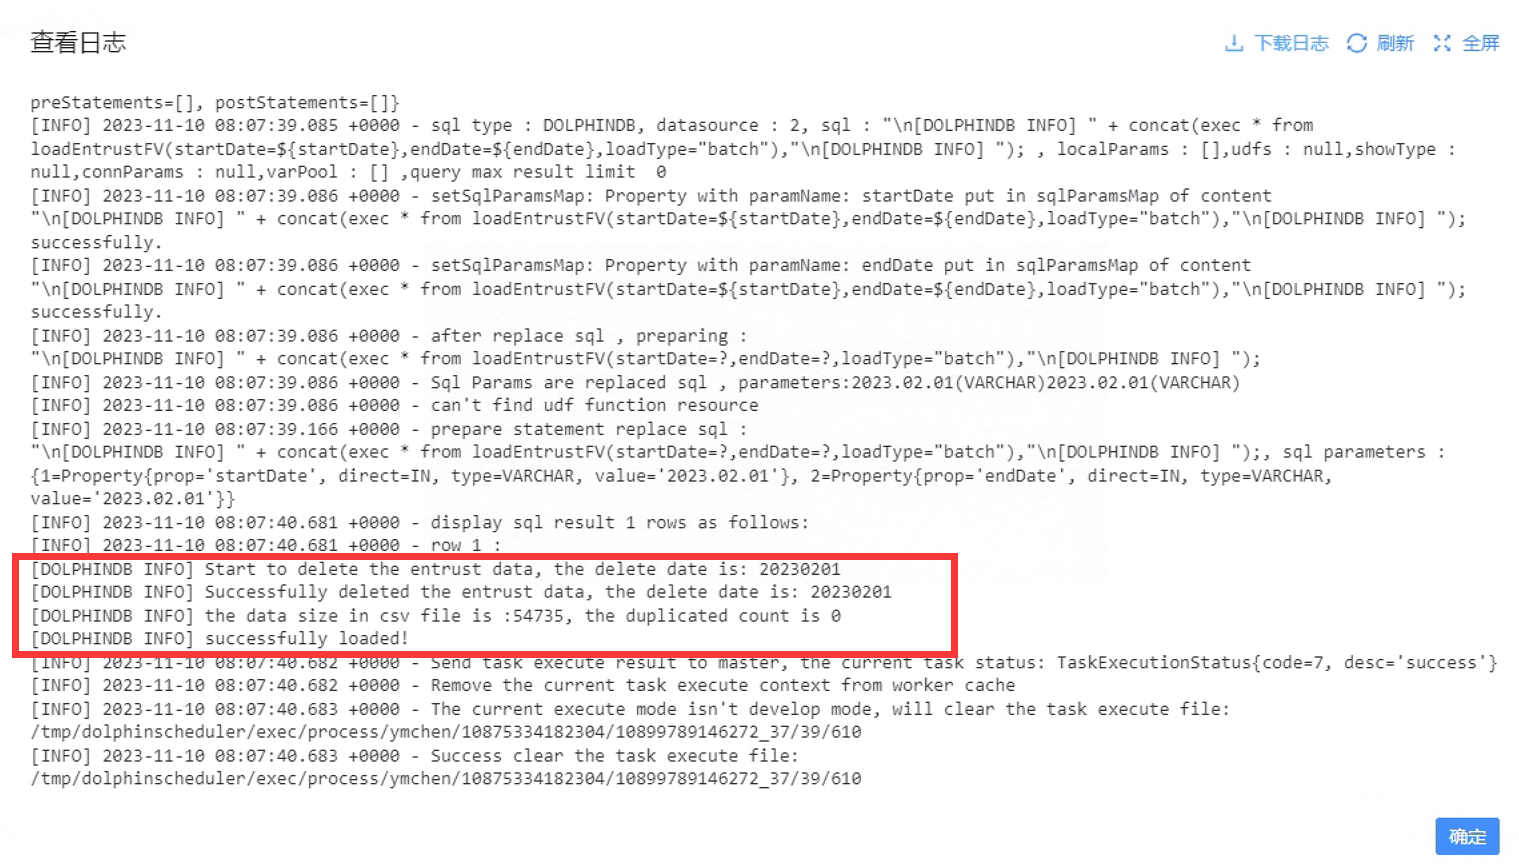 查看日志
下载日志 刷新 全屏
preStatements=[], postStatements=[]}
[INFO] 2023-11-10 08:07:39.085 +0000 - sql type : DOLPHINDB, datasource : 2, sql : "\n[DOLPHINDB INFO] " + concat(exec * from
loadEntrustFV(startDate=${startDate},endDate=${endDate},loadType="batch"),"\n[DOLPHINDB INFO] "); , localParams : [],udfs : null,showType :
null,connParams : null,varPool : [] ,query max result limit  0
[INFO] 2023-11-10 08:07:39.086 +0000 - setSqlParamsMap: Property with paramName: startDate put in sqlParamsMap of content
"\n[DOLPHINDB INFO] " + concat(exec * from loadEntrustFV(startDate=${startDate},endDate=${endDate},loadType="batch"),"\n[DOLPHINDB INFO] ");
successfully.
[INFO] 2023-11-10 08:07:39.086 +0000 - setSqlParamsMap: Property with paramName: endDate put in sqlParamsMap of content
"\n[DOLPHINDB INFO] " + concat(exec * from loadEntrustFV(startDate=${startDate},endDate=${endDate},loadType="batch"),"\n[DOLPHINDB INFO] ");
successfully.
[INFO] 2023-11-10 08:07:39.086 +0000 - after replace sql , preparing :
"\n[DOLPHINDB INFO] " + concat(exec * from loadEntrustFV(startDate=?,endDate=?,loadType="batch"),"\n[DOLPHINDB INFO] ");
[INFO] 2023-11-10 08:07:39.086 +0000 - Sql Params are replaced sql , parameters:2023.02.01(VARCHAR)2023.02.01(VARCHAR)
[INFO] 2023-11-10 08:07:39.086 +0000 - can't find udf function resource
[INFO] 2023-11-10 08:07:39.166 +0000 - prepare statement replace sql :
"\n[DOLPHINDB INFO] " + concat(exec * from loadEntrustFV(startDate=?,endDate=?,loadType="batch"),"\n[DOLPHINDB INFO] ");, sql parameters :
{1=Property{prop='startDate', direct=IN, type=VARCHAR, value='2023.02.01'}, 2=Property{prop='endDate', direct=IN, type=VARCHAR,
value='2023.02.01'}}
[INFO] 2023-11-10 08:07:40.681 +0000 - display sql result 1 rows as follows:
[INFO] 2023-11-10 08:07:40.681 +0000 - row 1 :
[DOLPHINDB INFO] Start to delete the entrust data, the delete date is: 20230201
[DOLPHINDB INFO] Successfully deleted the entrust data, the delete date is: 20230201
[DOLPHINDB INFO] the data size in csv file is :54735, the duplicated count is 0
[DOLPHINDB INFO] successfully loaded!
[INFO] 2023-11-10 08:07:40.682 +0000 - Send task execute result to master, the current task status: TaskExecutionStatus{code=7, desc='success'}
[INFO] 2023-11-10 08:07:40.682 +0000 - Remove the current task execute context from worker cache
[INFO] 2023-11-10 08:07:40.683 +0000 - The current execute mode isn't develop mode, will clear the task execute file:
/tmp/dolphinscheduler/exec/process/ymchen/10875334182304/10899789146272_37/39/610
[INFO] 2023-11-10 08:07:40.683 +0000 - Success clear the task execute file:
/tmp/dolphinscheduler/exec/process/ymchen/10875334182304/10899789146272_37/39/610
确定